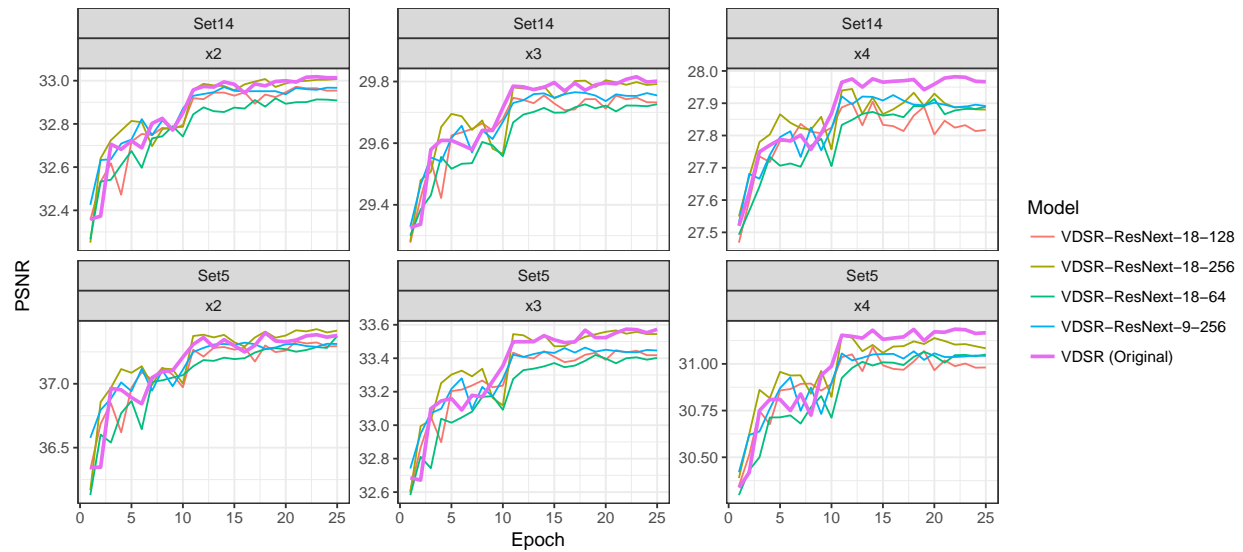 Set14
Set14
Set14
x2
x3
x4
33.0
32.8
32.6
32.4
29.8
29.6
29.4
28.0
27.9
27.8
27.7
27.6
27.5
Set5
Set5
Set5
x2
x3
x4
37.0
36.5
33.6
33.4
33.2
33.0
32.8
32.6
31.00
30.75
30.50
0 5 10 15 20 25
0 5 10 15 20 25
0 5 10 15 20 25
Epoch
PSNR
Model
VDSR−ResNext−18−128
VDSR−ResNext−18−256
VDSR−ResNext−18−64
VDSR−ResNext−9−256
VDSR (Original)